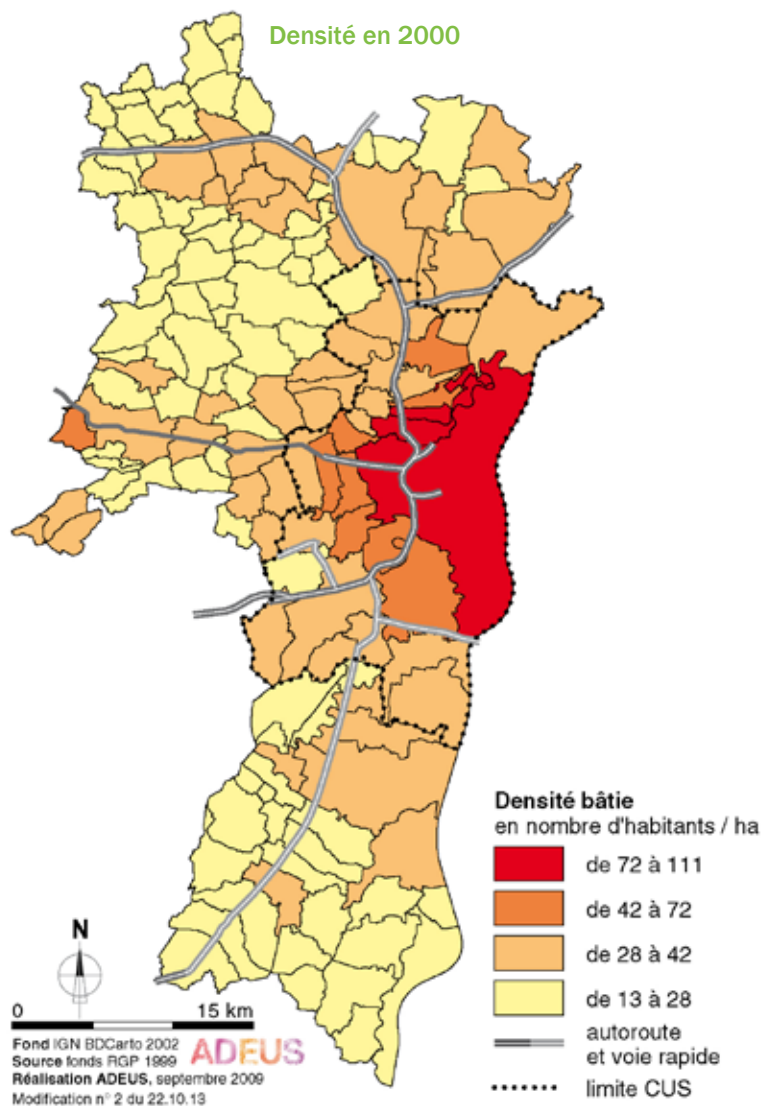 Densité en 2000
Densité bâtie
en nombre d'habitants / ha
de 72 à 111
de 42 à 72
de 28 à 42
de 13 à 28
autoroute
et voie rapide
limite CUS
N
0 15 km
Fond IGN BDCarto 2002
Source fonds RGP 1999
ADEUS
Réalisation ADEUS, septembre 2009
Modification n° 2 du 22.10.13